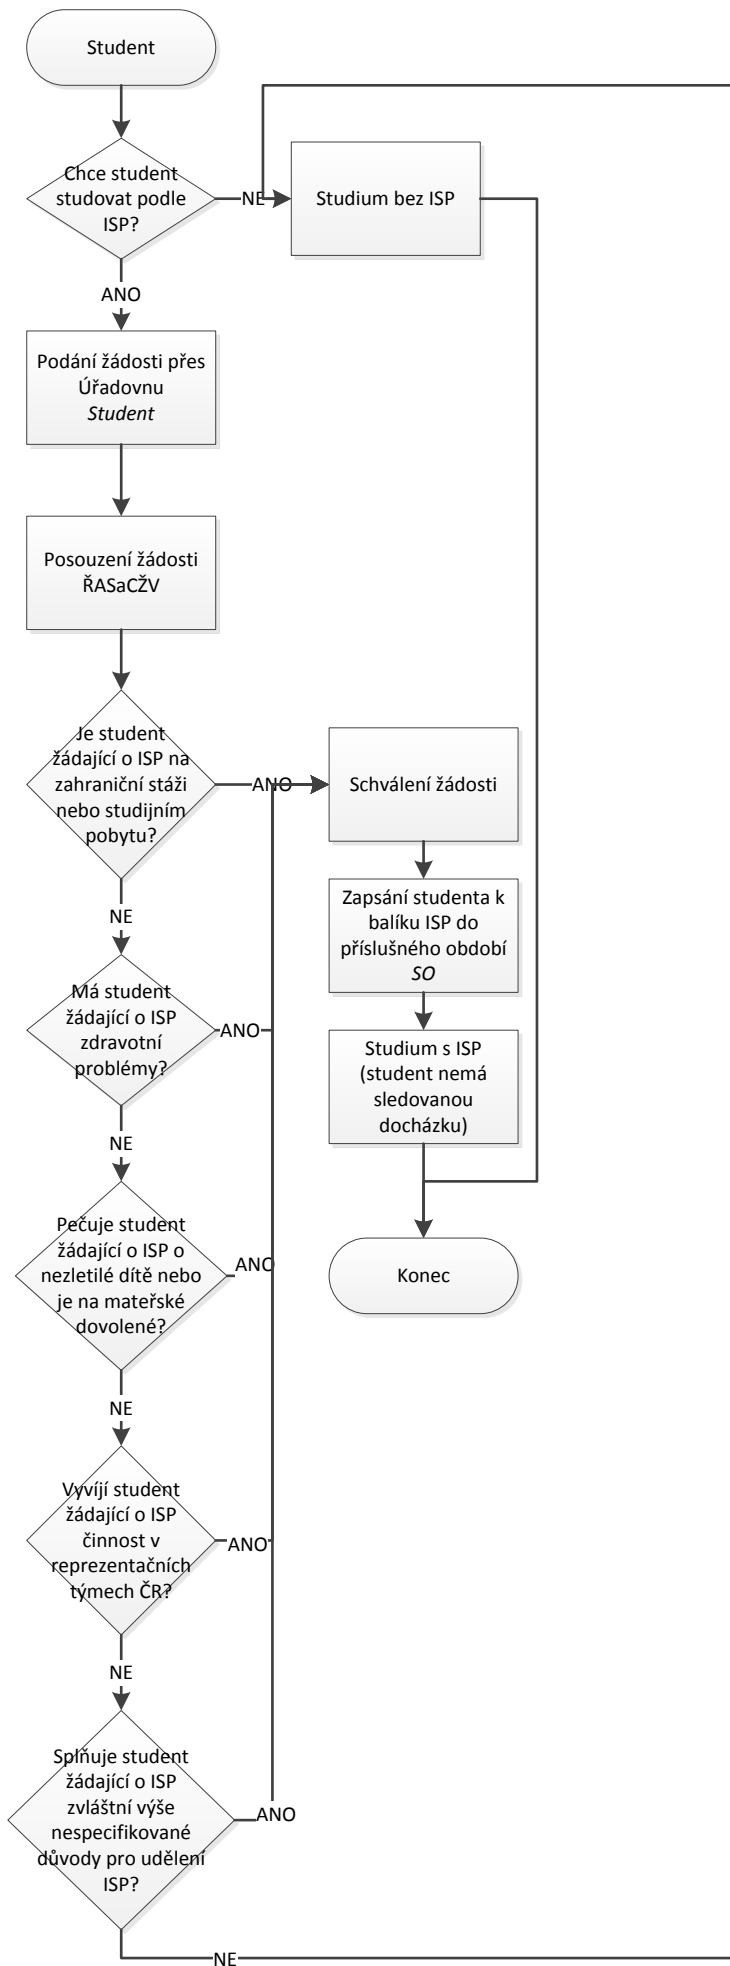 Student
Chce student
studovat podle
ISP?
NE
Studium bez ISP
ANO
Podání žádosti přes
Úřadovnu
Student
Posouzení žádosti
ŘASaCŽV
Je student
žádající o ISP na
zahraniční stáži
nebo studijním
pobytu?
ANO
Schválení žádosti
Zapsání studenta k
balíku ISP do
příslušného období
SO
NE
Má student
žádající o ISP
zdravotní
problémy?
ANO
Studium s ISP
(student nemá
sledovanou
docházku)
NE
Pečuje student
žádající o ISP o
nezletilé dítě nebo
je na mateřské
dovolené?
ANO
Konec
NE
Vyvíjí student
žádající o ISP
činnost v
reprezentačních
týmech ČR?
ANO
NE
Splňuje student
žádající o ISP
zvláštní výše
nespecifikované
důvody pro udělení
ISP?
ANO
NE